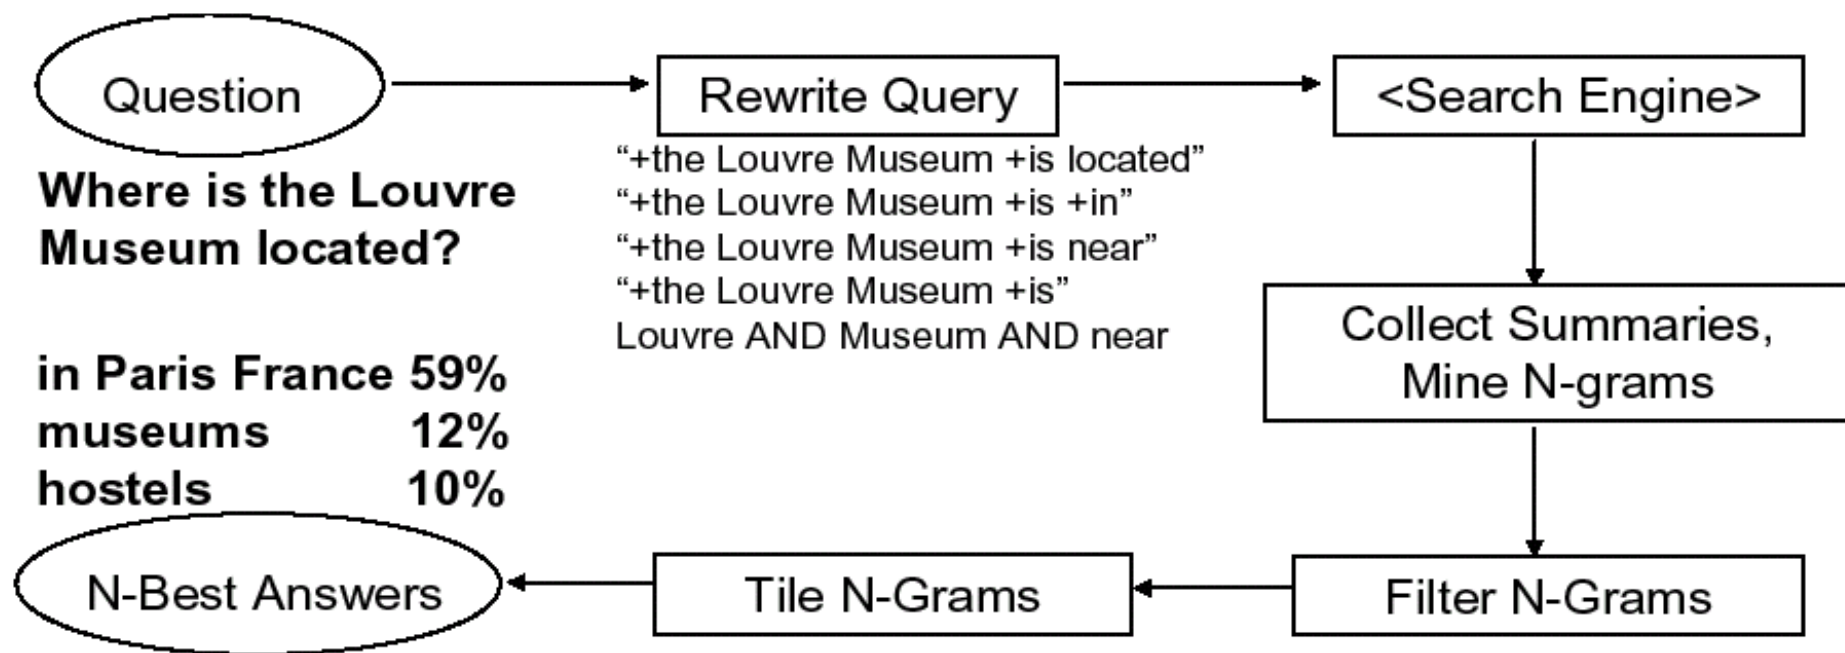 Question
Rewrite Query
<Search Engine>
Where is the Louvre
Museum located?
“+the Louvre Museum +is located”
“+the Louvre Museum +is +in”
“+the Louvre Museum +is near”
“+the Louvre Museum +is”
Louvre AND Museum AND near
Collect Summaries,
Mine N-grams
in Paris France 59%
museums 12%
hostels 10%
N-Best Answers
Tile N-Grams
Filter N-Grams